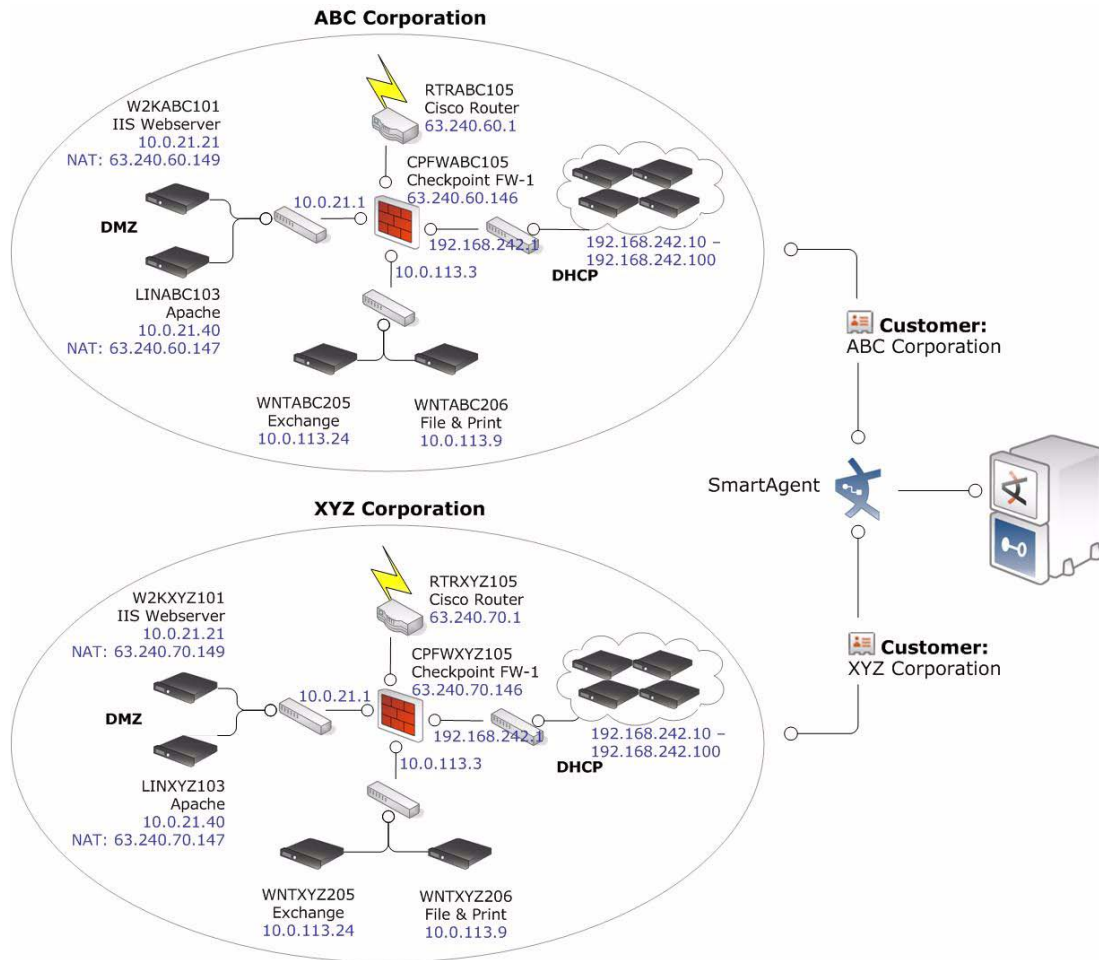 ABC Corporation
RTRABC105
Cisco Router
63.240.60.1
W2KABC101
IIS Webserver
10.0.21.21
NAT: 63.240.60.149
CPFWABC105
Checkpoint FW-1
63.240.60.146
10.0.21.1
DMZ
192.168.242.1
192.168.242.10 –
192.168.242.100
DHCP
10.0.113.3
LINABC103
Apache
10.0.21.40
NAT: 63.240.60.147
WNTABC205
Exchange
10.0.113.24
WNTABC206
File & Print
10.0.113.9
Customer:
ABC Corporation
SmartAgent
XYZ Corporation
RTRXYZ105
Cisco Router
63.240.70.1
W2KXYZ101
IIS Webserver
10.0.21.21
NAT: 63.240.70.149
CPFWXYZ105
Checkpoint FW-1
63.240.70.146
10.0.21.1
DMZ
192.168.242.1
192.168.242.10 –
192.168.242.100
DHCP
10.0.113.3
LINXYZ103
Apache
10.0.21.40
NAT: 63.240.70.147
WNTXYZ205
Exchange
10.0.113.24
WNTXYZ206
File & Print
10.0.113.9
Customer:
XYZ Corporation